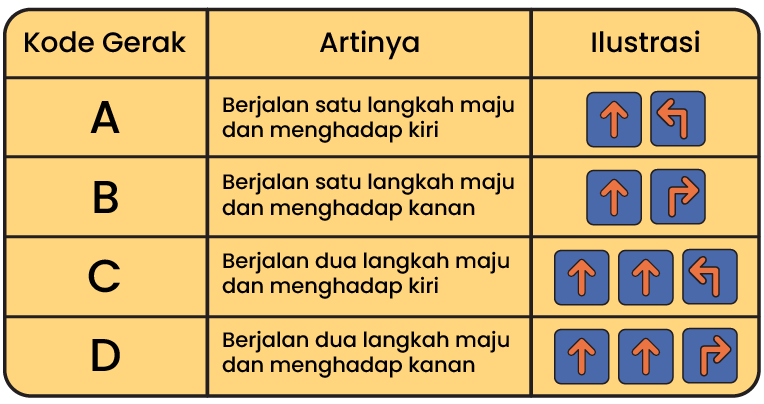 Kode Gerak
Artinya
Ilustrasi
A
Berjalan satu langkah maju
dan menghadap kiri
B
Berjalan satu langkah maju
dan menghadap kanan
C
Berjalan dua langkah maju
dan menghadap kiri
D
Berjalan dua langkah maju
dan menghadap kanan